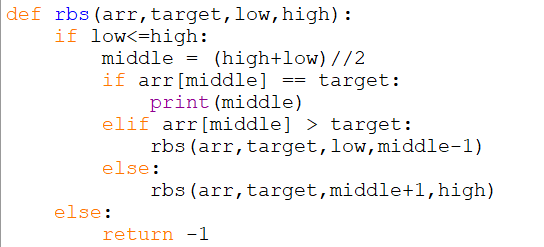 def rbs(arr,target,low,high):
    if low<=high:
        middle = (high+low)//2
        if arr[middle] == target:
            print(middle)
        elif arr[middle] > target:
            rbs(arr,target,low,middle-1)
        else:
            rbs(arr,target,middle+1,high)
    else:
        return -1